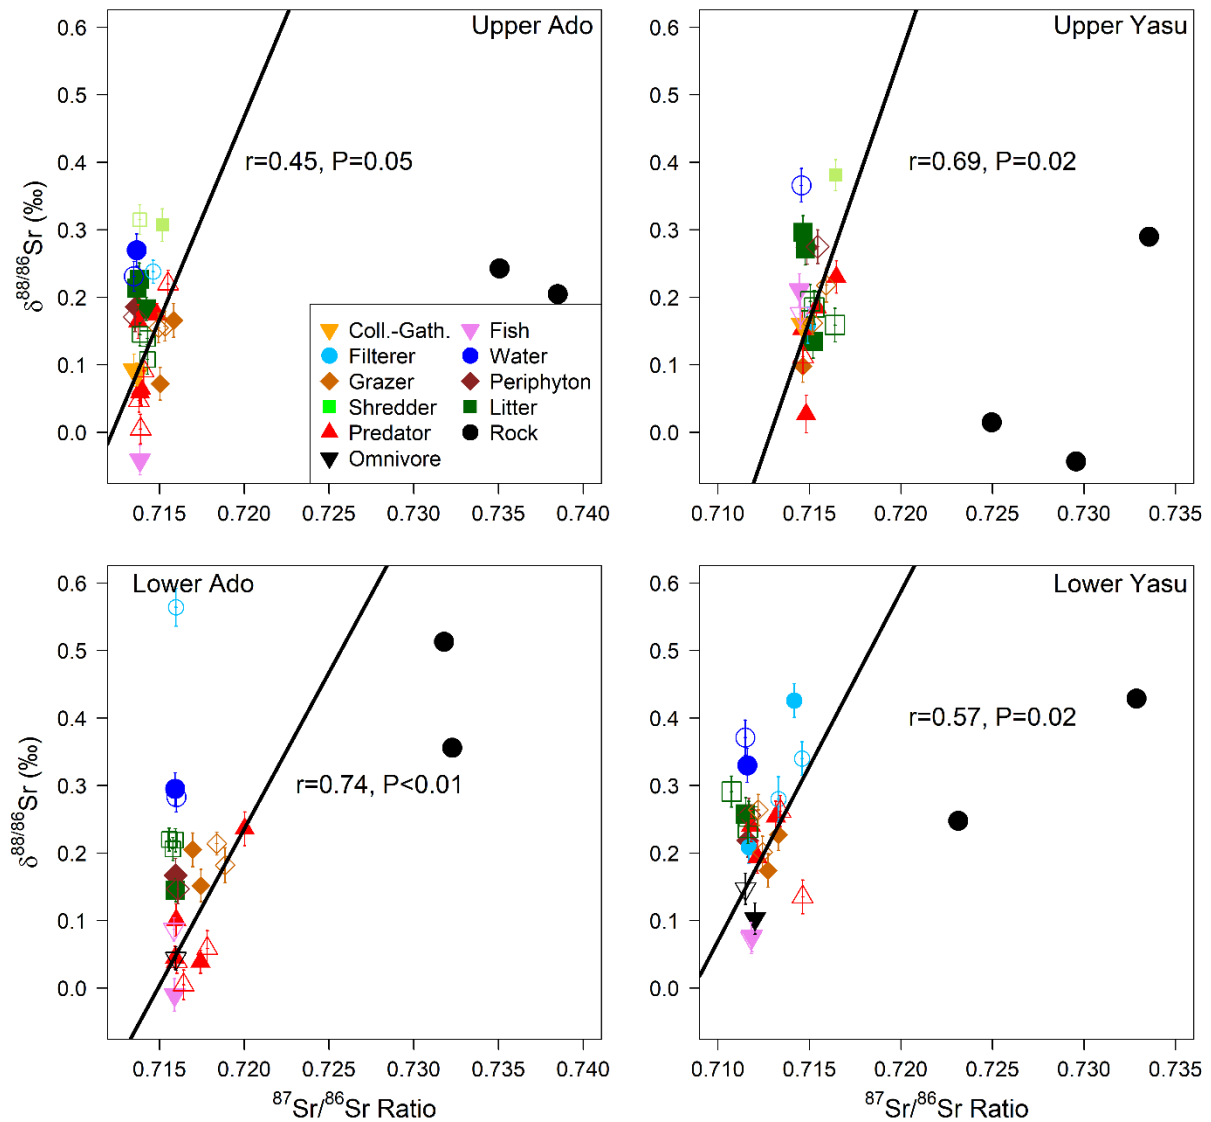 Upper Ado
0.6
0.5
0.4
0.3
0.2
0.1
0.0
δ88/86Sr (‰)
r=0.45, P=0.05
Coll.-Gath.
Filterer
Grazer
Shredder
Predator
Omnivore
Fish
Water
Periphyton
Litter
Rock
0.715 0.720 0.725 0.730 0.735 0.740
Upper Yasu
0.6
0.5
0.4
0.3
0.2
0.1
0.0
r=0.69, P=0.02
0.710 0.715 0.720 0.725 0.730 0.735
Lower Ado
0.6
0.5
0.4
0.3
0.2
0.1
0.0
δ88/86Sr (‰)
r=0.74, P<0.01
0.715 0.720 0.725 0.730 0.735 0.740
87Sr/86Sr Ratio
Lower Yasu
0.6
0.5
0.4
0.3
0.2
0.1
0.0
r=0.57, P=0.02
0.710 0.715 0.720 0.725 0.730 0.735
87Sr/86Sr Ratio